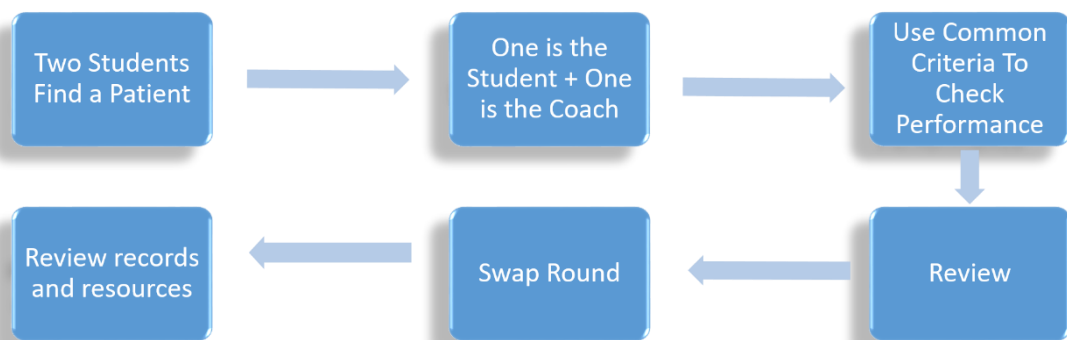 Two Students
Find a Patient
One is the
Student + One
is the Coach
Use Common
Criteria To
Check
Performance
Review
Swap Round
Review records
and resources